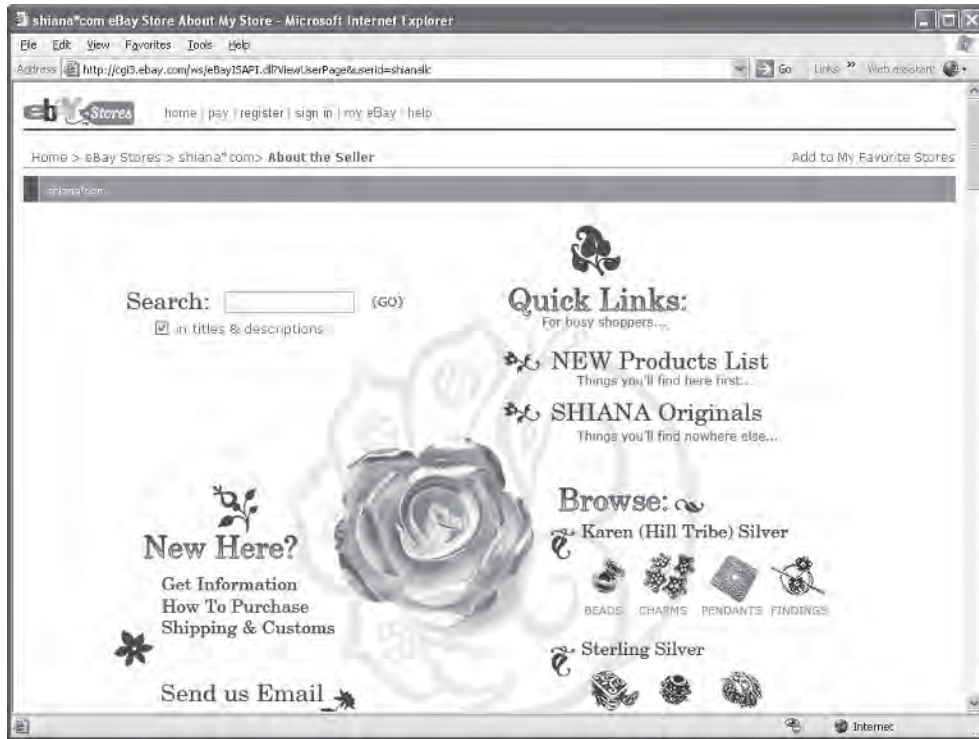 shiana*com eBay Store About My Store - Microsoft Internet Explorer
File Edit View Favorites Tools Help
Address http://cgi3.ebay.com/ws/eBayISAPI.dll?ViewUserPage&userid=shianallc Go Links » Web assistant
ebY Stores home | pay | register | sign in | my eBay | help
Home > eBay Stores > shiana*com> About the Seller Add to My Favorite Stores
shiana*com
Search: (GO)
in titles & descriptions
Quick Links:
For busy shoppers...
NEW Products List
Things you'll find here first...
SHIANA Originals
Things you'll find nowhere else...
New Here?
Get Information
How To Purchase
Shipping & Customs
Send us Email
Browse:
Karen (Hill Tribe) Silver
BEADS CHARMS PENDANTS FINDINGS
Sterling Silver
Internet